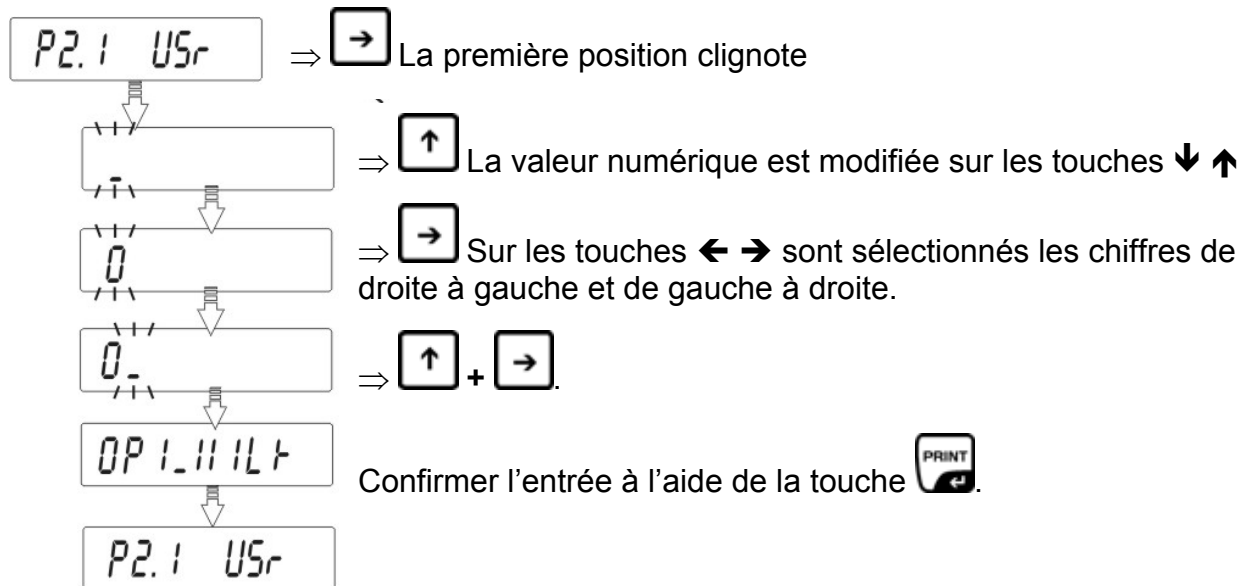 P2.1 USr ⇒ → La première position clignote
- ⇒ ↑ La valeur numérique est modifiée sur les touches ↓ ↑
0 ⇒ → Sur les touches ← → sont sélectionnés les chiffres de
droite à gauche et de gauche à droite.
0_ ⇒ ↑ + →.
Confirmer l’entrée à l’aide de la touche PRINT.
P2.1 USr